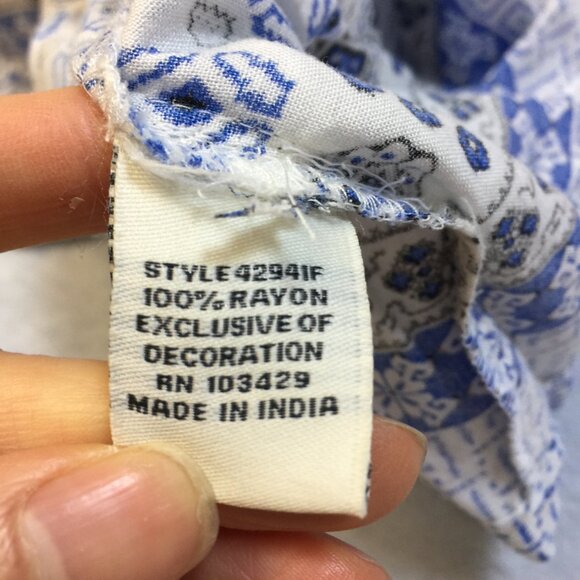 STYLE 42941F
100% RAYON
EXCLUSIVE OF
DECORATION
RN 103429
MADE IN INDIA